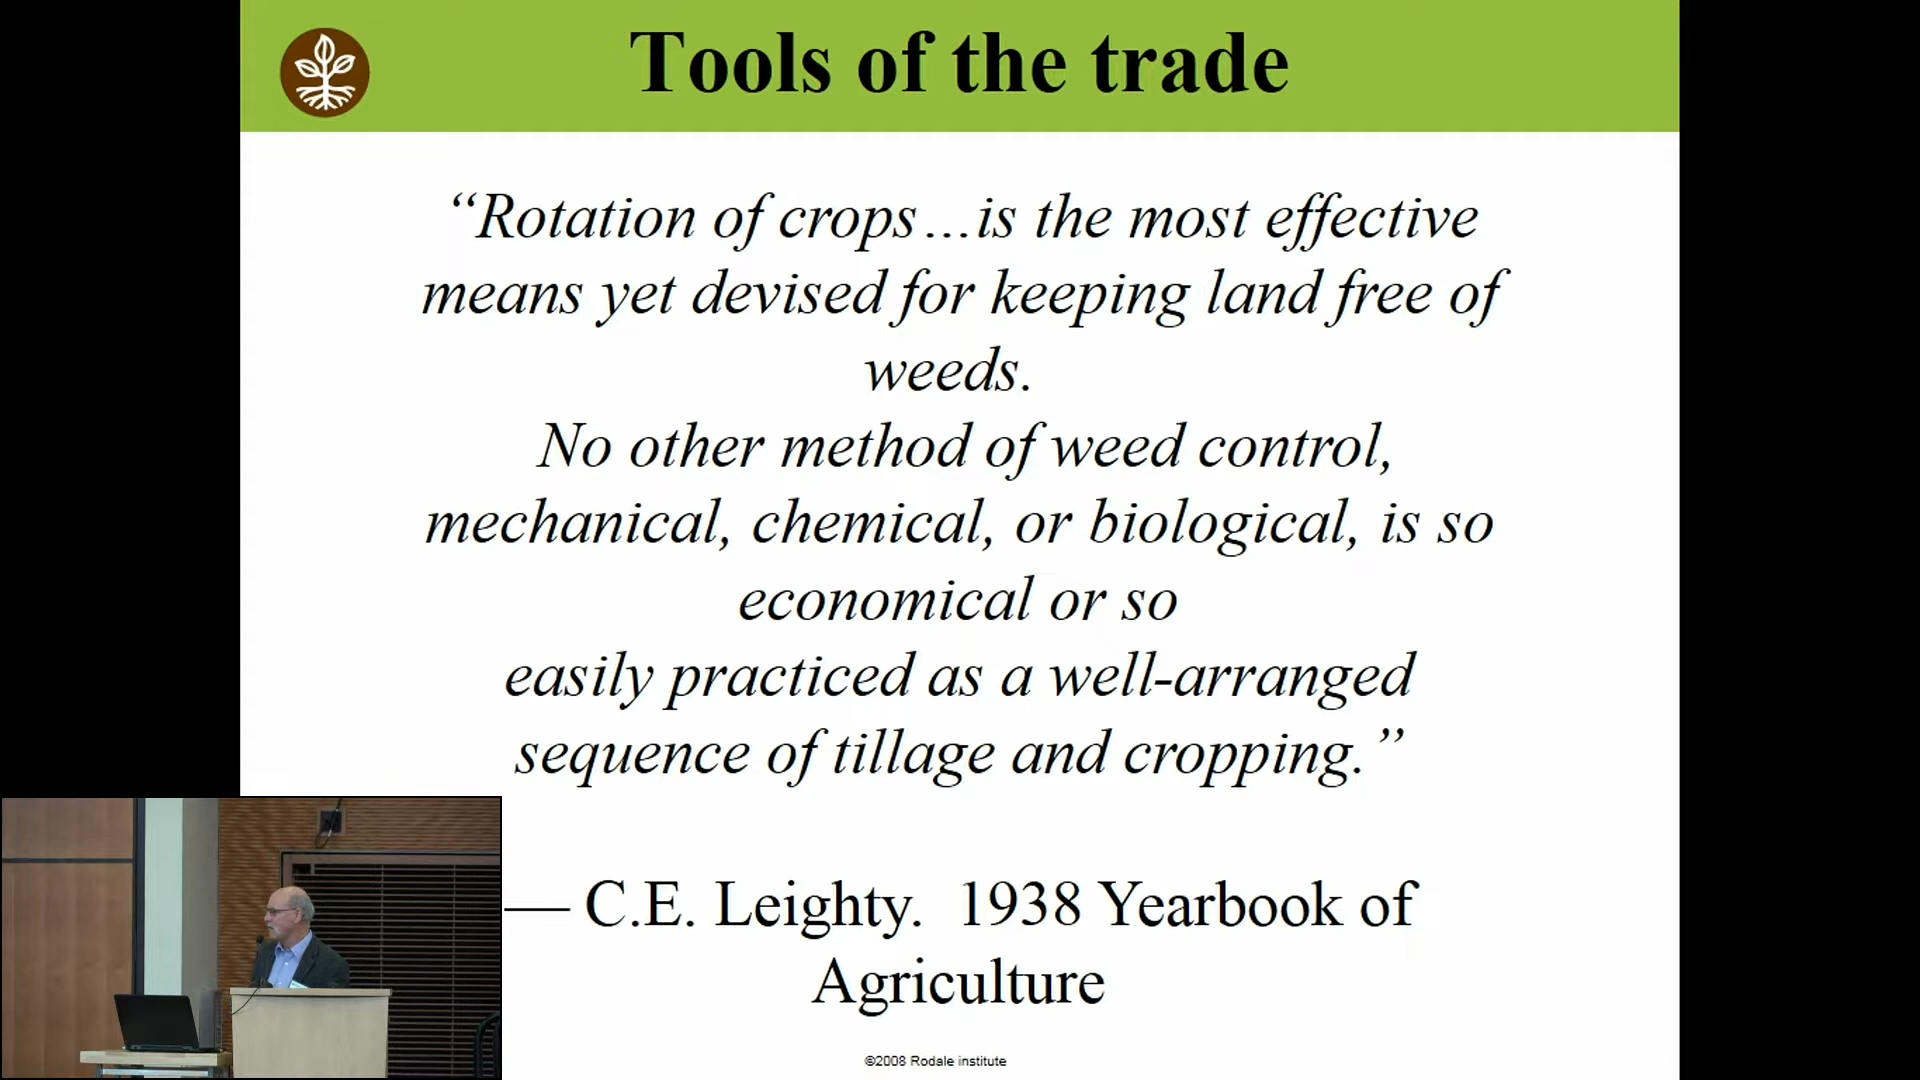 Tools of the trade
“Rotation of crops…is the most effective
means yet devised for keeping land free of
weeds.
No other method of weed control,
mechanical, chemical, or biological, is so
economical or so
easily practiced as a well-arranged
sequence of tillage and cropping.”
— C.E. Leighty.  1938 Yearbook of
Agriculture
©2008 Rodale institute